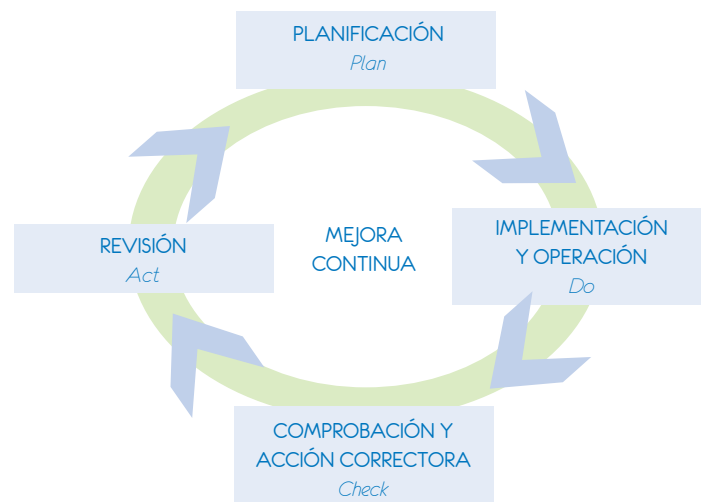 PLANIFICACIÓN
Plan
IMPLEMENTACIÓN
Y OPERACIÓN
Do
MEJORA
CONTINUA
REVISIÓN
Act
COMPROBACIÓN Y
ACCIÓN CORRECTORA
Check